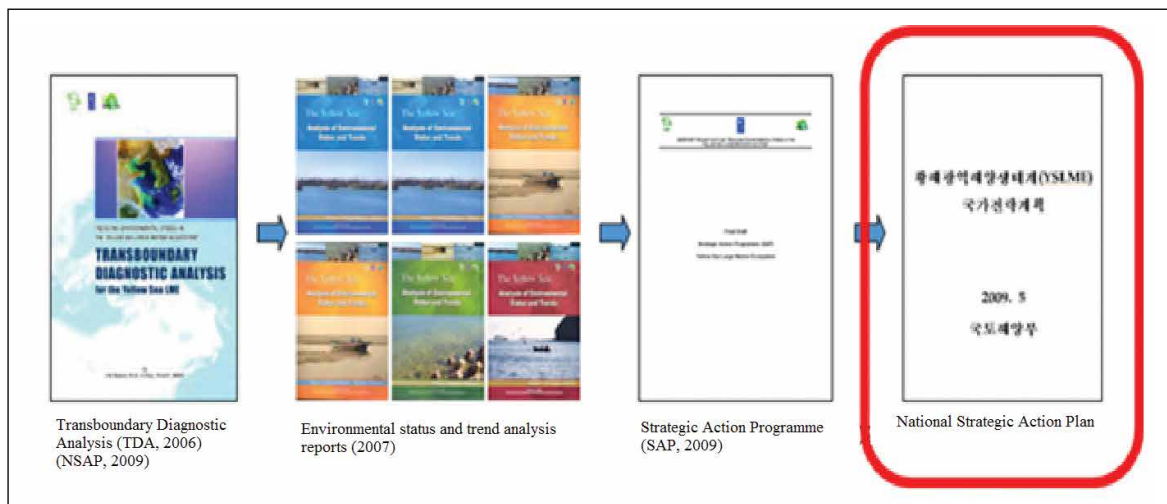 TRANSBOUNDARY
DIAGNOSTIC ANALYSIS
for the Yellow Sea LME
The Yellow Sea:
Analysis of Environmental
Status and Trends
The Yellow Sea:
Analysis of Environmental
Status and Trends
The Yellow Sea:
Analysis of Environmental
Status and Trends
The Yellow Sea:
Analysis of Environmental
Status and Trends
The Yellow Sea:
Analysis of Environmental
Status and Trends
The Yellow Sea:
Analysis of Environmental
Status and Trends
Strategic Action Programme (SAP)
Yellow Sea Large Marine Ecosystem
황해광역해양생태계(YSLME)
국가전략계획
2009. 5
국토해양부
Transboundary Diagnostic
Analysis (TDA, 2006)
(NSAP, 2009)
Environmental status and trend analysis
reports (2007)
Strategic Action Programme
(SAP, 2009)
National Strategic Action Plan